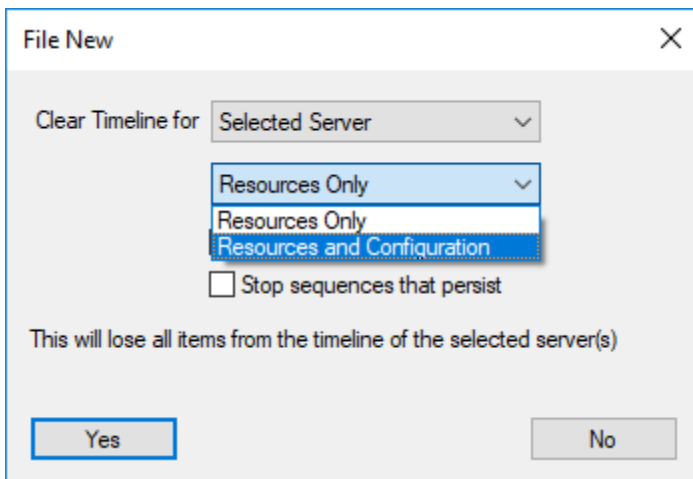 File New
Clear Timeline for Selected Server
Resources Only
Resources Only
Resources and Configuration
Stop sequences that persist
This will lose all items from the timeline of the selected server(s)
Yes No